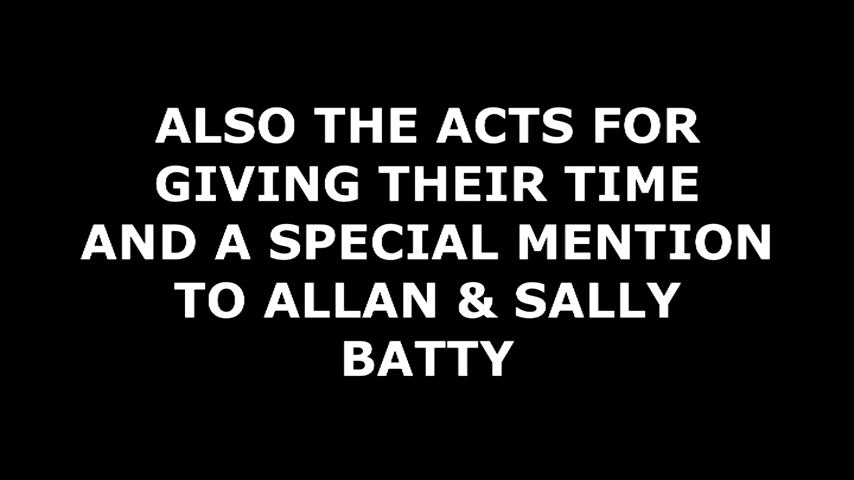 ALSO THE ACTS FOR
GIVING THEIR TIME
AND A SPECIAL MENTION
TO ALLAN & SALLY
BATTY